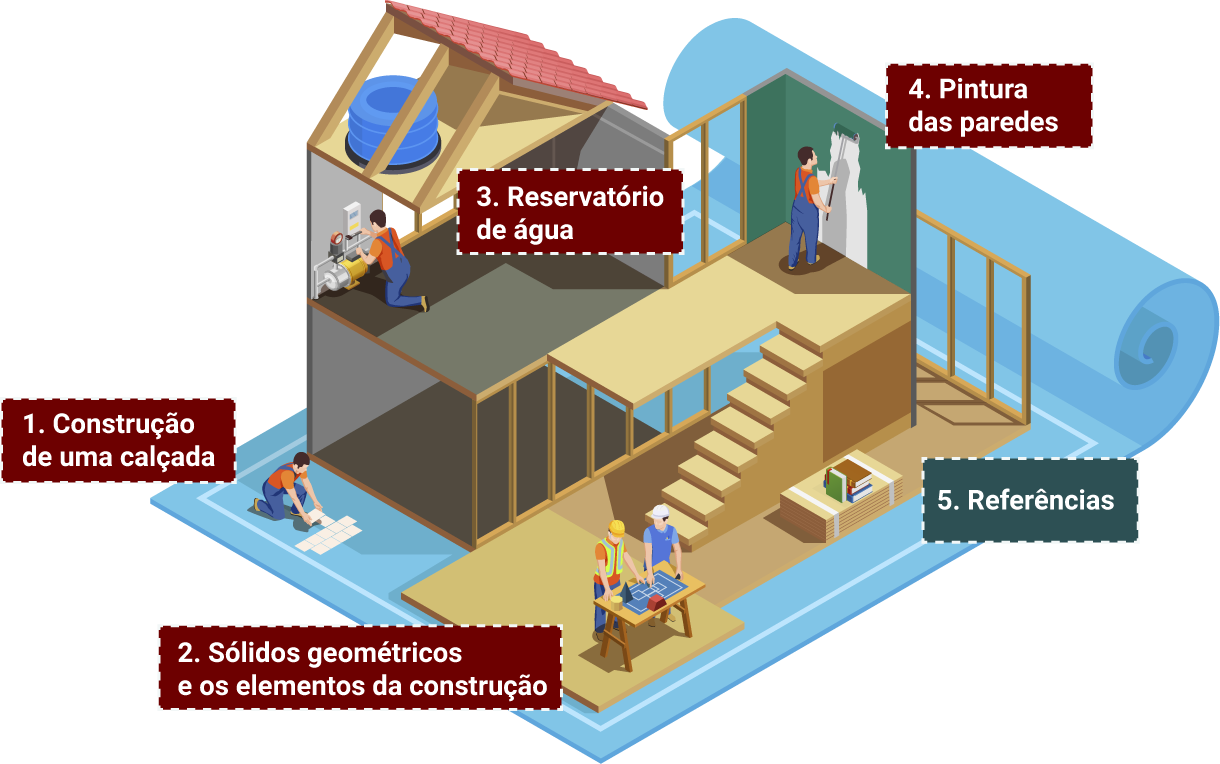 4. Pintura
das paredes
3. Reservatório
de água
1. Construção
de uma calçada
5. Referências
2. Sólidos geométricos
e os elementos da construção